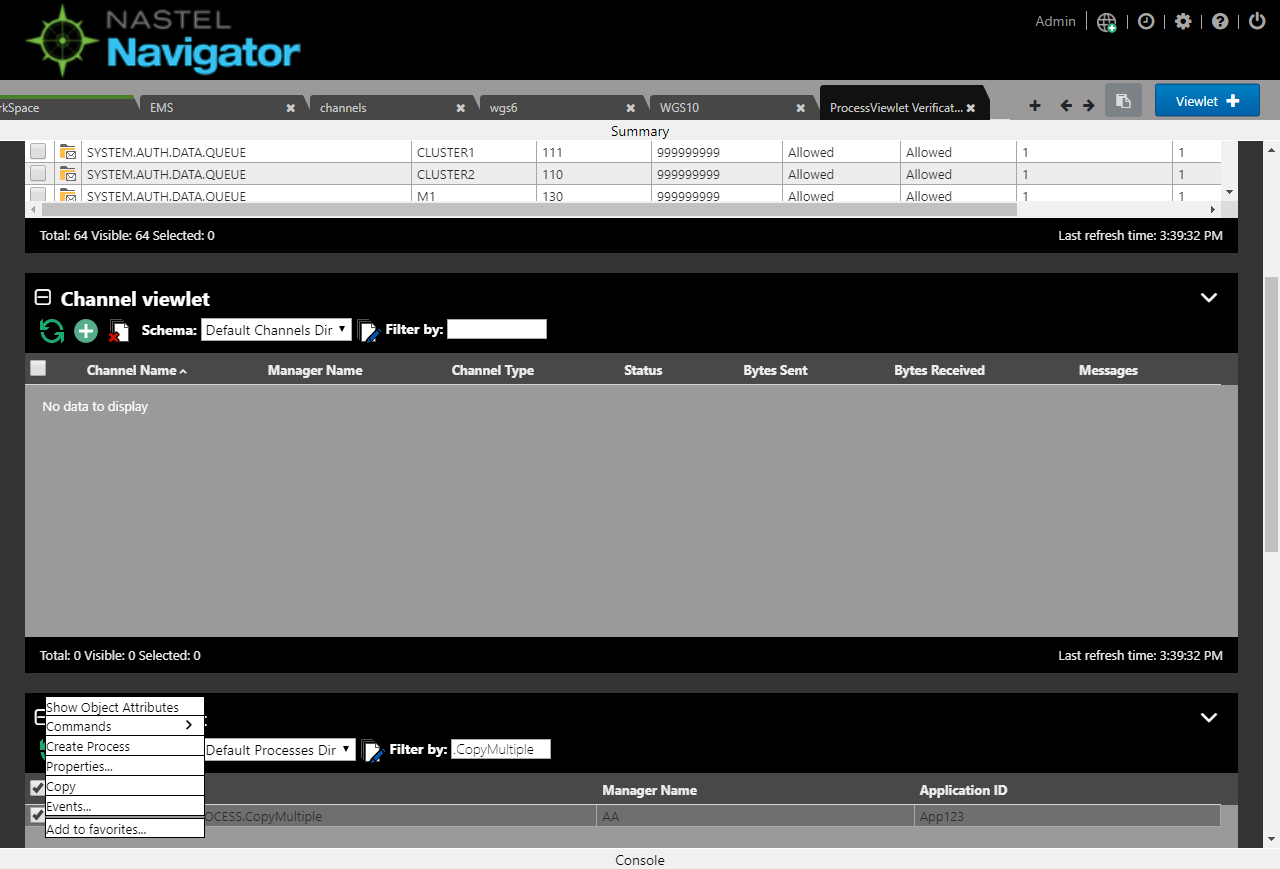 NASTEL
Navigator
Admin
rkSpace
EMS
channels
wgs6
WGS10
ProcessViewlet Verificat...
Viewlet
Summary
SYSTEM.AUTH.DATA.QUEUE CLUSTER1 111 999999999 Allowed Allowed 1 1
SYSTEM.AUTH.DATA.QUEUE CLUSTER2 110 999999999 Allowed Allowed 1 1
SYSTEM.AUTH.DATA.QUEUE M1 130 999999999 Allowed Allowed 1 1
Total: 64 Visible: 64 Selected: 0 Last refresh time: 3:39:32 PM
Channel viewlet
Schema: Default Channels Dir Filter by:
Channel Name Manager Name Channel Type Status Bytes Sent Bytes Received Messages
No data to display
Total: 0 Visible: 0 Selected: 0 Last refresh time: 3:39:32 PM
Show Object Attributes
Commands
Create Process
Properties...
Copy
Events...
Add to favorites...
Default Processes Dir Filter by: .CopyMultiple
Manager Name Application ID
OCESS.CopyMultiple AA App123
Console